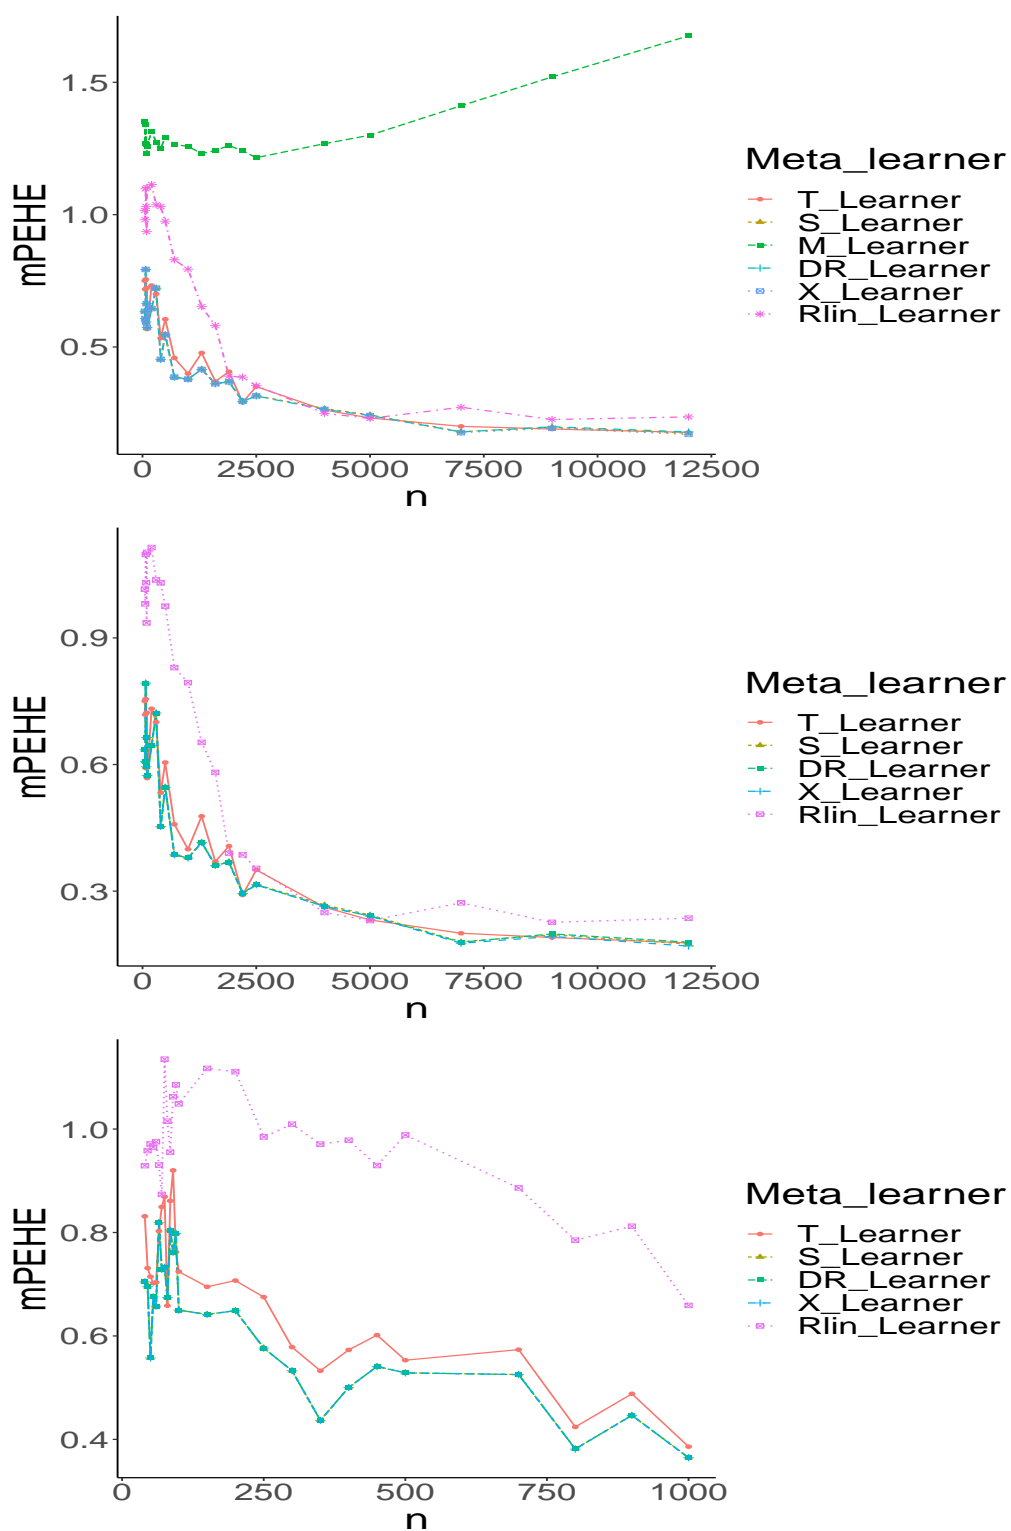 1.5
1.0
0.5
mPEHE
0 2500 5000 7500 10000 12500
n
Meta_learner
T_Learner
S_Learner
M_Learner
DR_Learner
X_Learner
Rlin_Learner
0.9
0.6
0.3
mPEHE
0 2500 5000 7500 10000 12500
n
Meta_learner
T_Learner
S_Learner
DR_Learner
X_Learner
Rlin_Learner
1.0
0.8
0.6
0.4
mPEHE
0 250 500 750 1000
n
Meta_learner
T_Learner
S_Learner
DR_Learner
X_Learner
Rlin_Learner